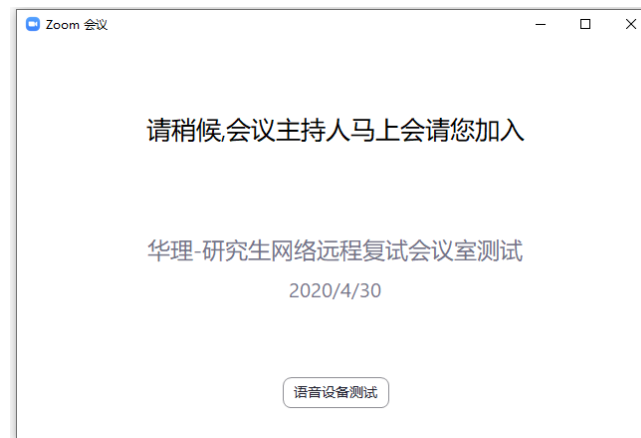 Zoom 会议
请稍候,会议主持人马上会请您加入
华理-研究生网络远程复试会议室测试
2020/4/30
语音设备测试